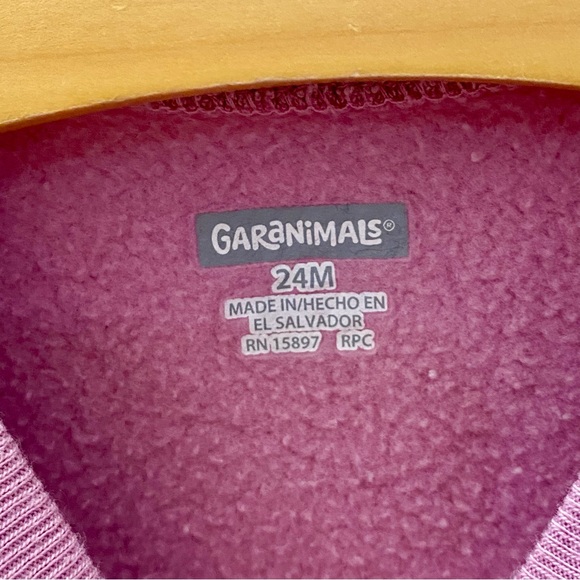 GARANIMALS®
24M
MADE IN/HECHO EN
EL SALVADOR
RN 15897 RPC